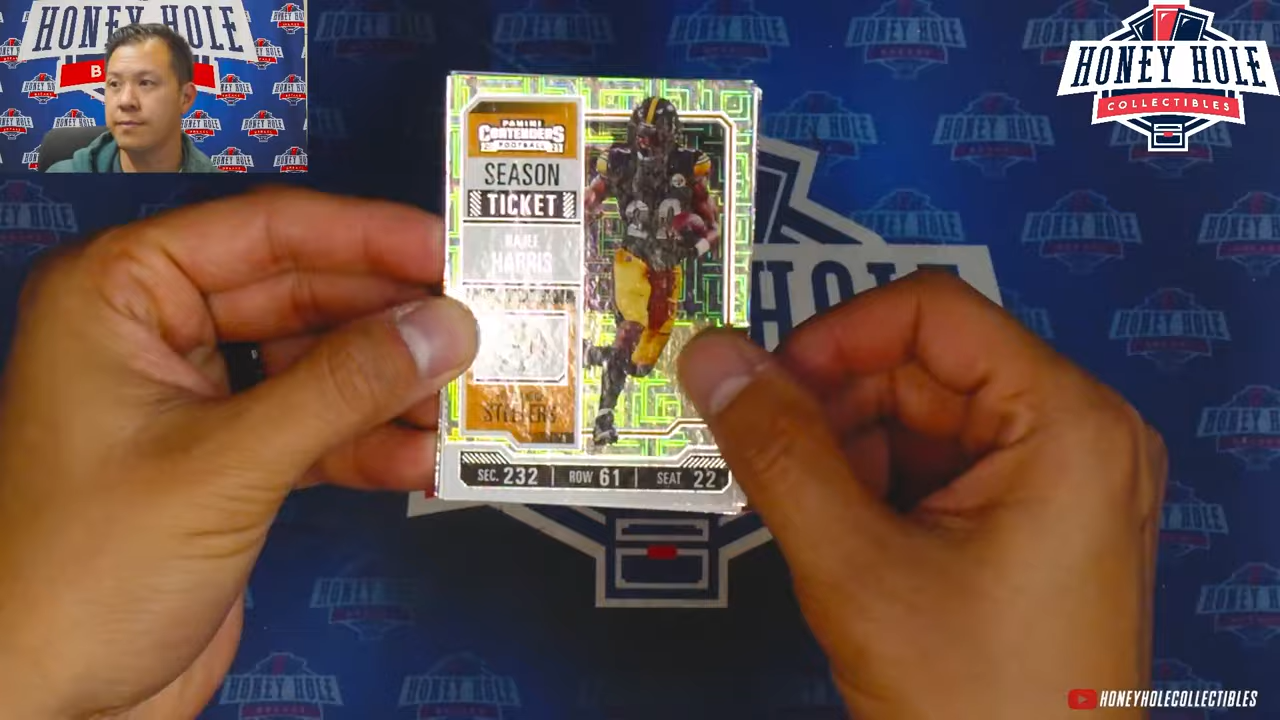 HONEY HOLE
B
HONEY HOLE
COLLECTIBLES
PANINI
CONTENDERS
FOOTBALL
SEASON
TICKET
NAJEE
HARRIS
STEELERS
SEC. 232 | ROW 61 | SEAT 22
HOLE
HONEYHOLECOLLECTIBLES